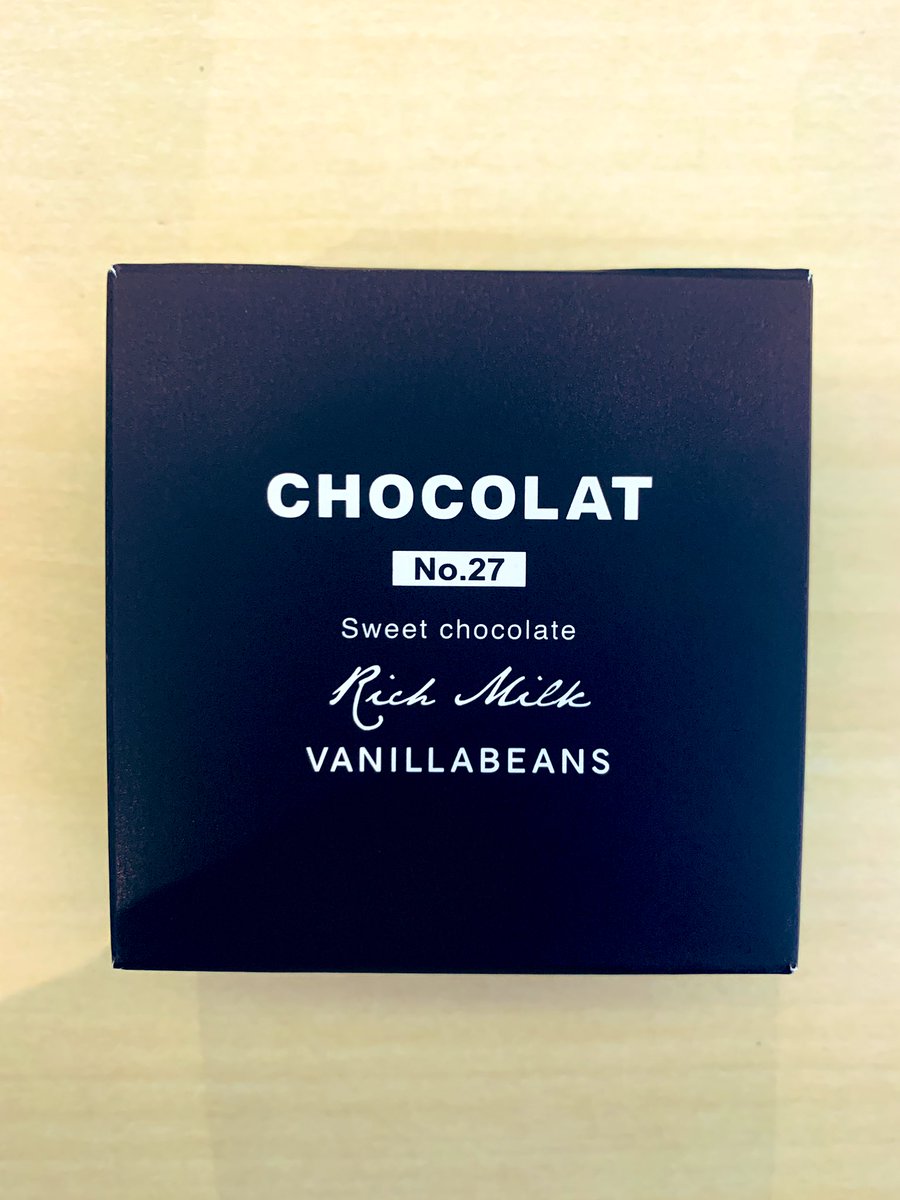 CHOCOLAT
No.27
Sweet chocolate
Rich Milk
VANILLABEANS